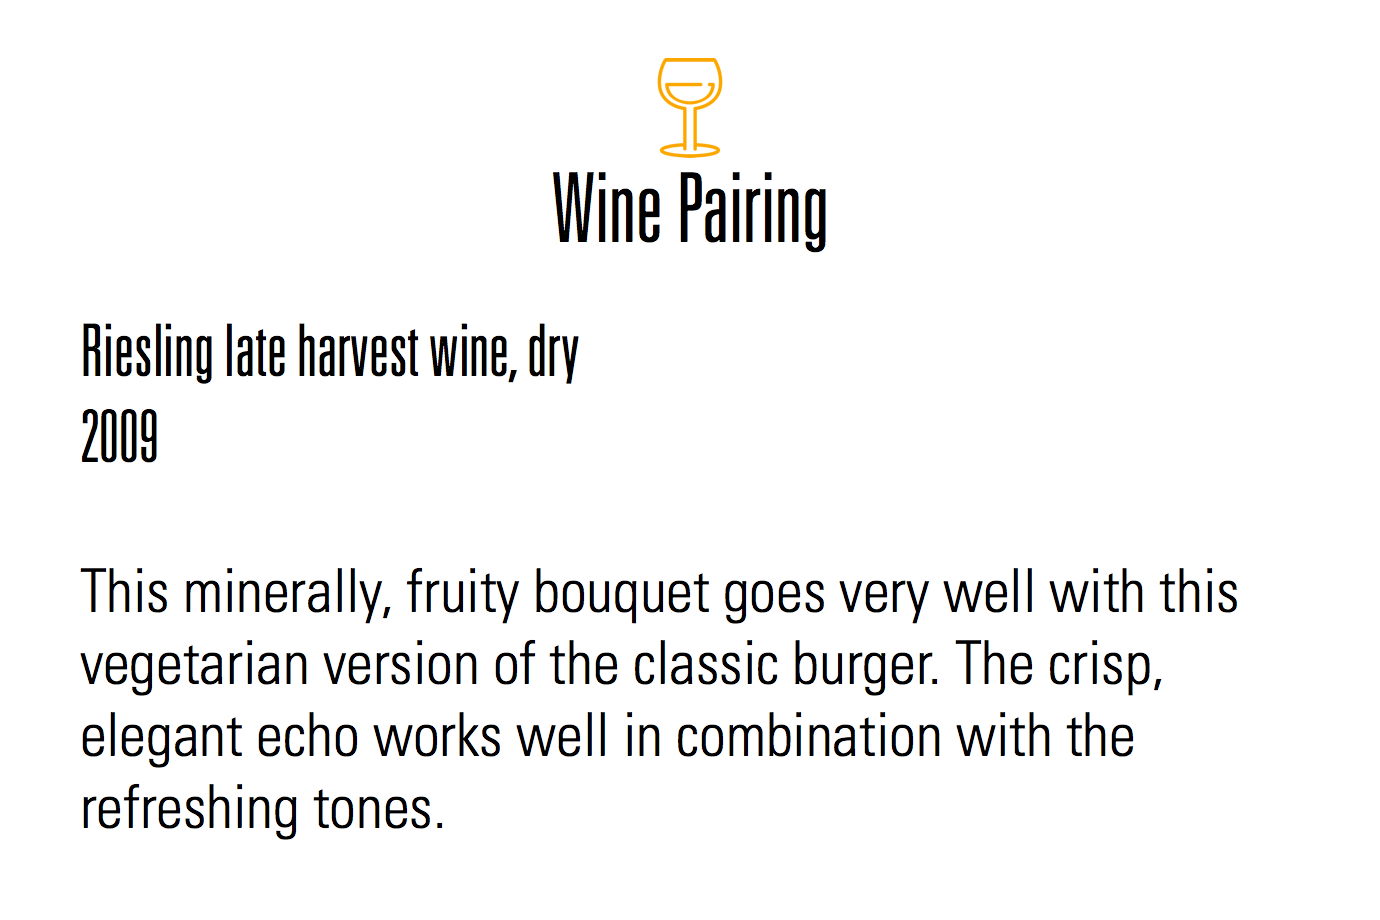 Wine Pairing
Riesling late harvest wine, dry
2009
This minerally, fruity bouquet goes very well with this
vegetarian version of the classic burger. The crisp,
elegant echo works well in combination with the
refreshing tones.